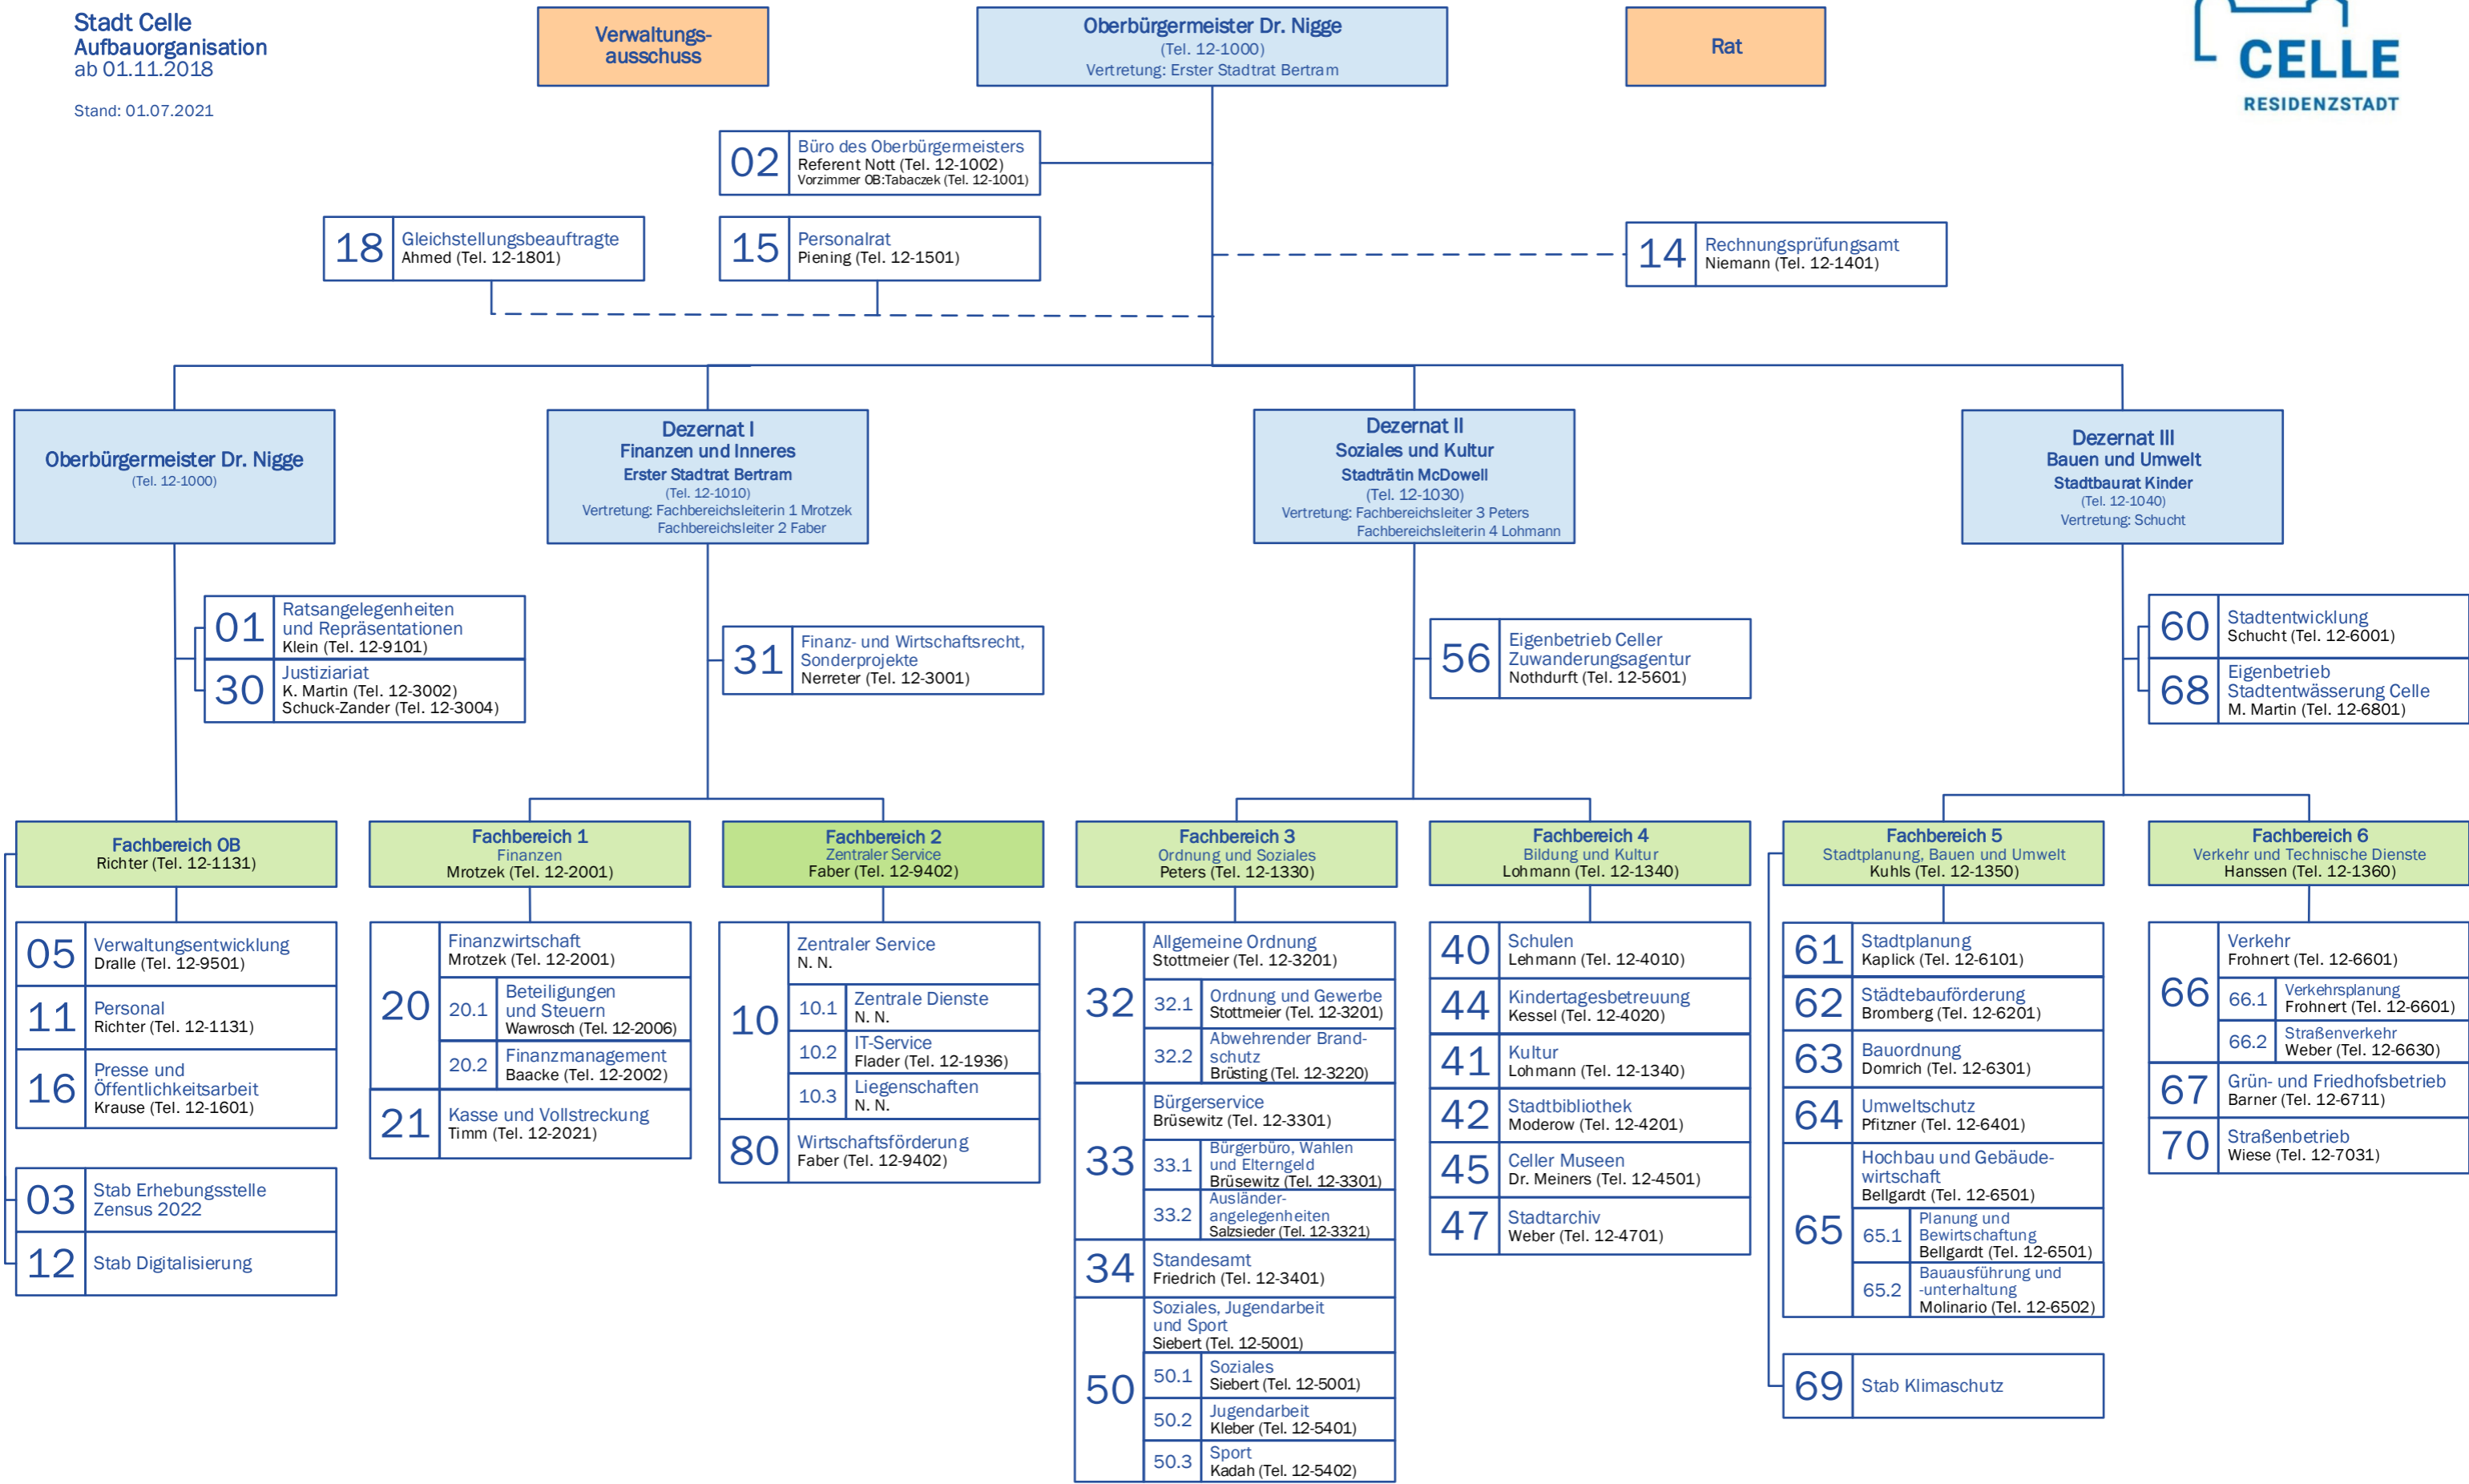 Stadt Celle
Aufbauorganisation
ab 01.11.2018
Stand: 01.07.2021
Verwaltungs-
ausschuss
Oberbürgermeister Dr. Nigge
(Tel. 12-1000)
Vertretung: Erster Stadtrat Bertram
Rat
CELLE
RESIDENZSTADT
02
Büro des Oberbürgermeisters
Referent Nott (Tel. 12-1002)
Vorzimmer OB:Tabaczek (Tel. 12-1001)
18
Gleichstellungsbeauftragte
Ahmed (Tel. 12-1801)
15
Personalrat
Piening (Tel. 12-1501)
14
Rechnungsprüfungsamt
Niemann (Tel. 12-1401)
Oberbürgermeister Dr. Nigge
(Tel. 12-1000)
Dezernat I
Finanzen und Inneres
Erster Stadtrat Bertram
(Tel. 12-1010)
Vertretung: Fachbereichsleiterin 1 Mrotzek
Fachbereichsleiter 2 Faber
Dezernat II
Soziales und Kultur
Stadträtin McDowell
(Tel. 12-1030)
Vertretung: Fachbereichsleiter 3 Peters
Fachbereichsleiterin 4 Lohmann
Dezernat III
Bauen und Umwelt
Stadtbaurat Kinder
(Tel. 12-1040)
Vertretung: Schucht
01
Ratsangelegenheiten
und Repräsentationen
Klein (Tel. 12-9101)
30
Justiziariat
K. Martin (Tel. 12-3002)
Schuck-Zander (Tel. 12-3004)
31
Finanz- und Wirtschaftsrecht,
Sonderprojekte
Nerreter (Tel. 12-3001)
56
Eigenbetrieb Celler
Zuwanderungsagentur
Nothdurft (Tel. 12-5601)
60
Stadtentwicklung
Schucht (Tel. 12-6001)
68
Eigenbetrieb
Stadtentwässerung Celle
M. Martin (Tel. 12-6801)
Fachbereich OB
Richter (Tel. 12-1131)
05
Verwaltungsentwicklung
Dralle (Tel. 12-9501)
11
Personal
Richter (Tel. 12-1131)
16
Presse und
Öffentlichkeitsarbeit
Krause (Tel. 12-1601)
03
Stab Erhebungsstelle
Zensus 2022
12
Stab Digitalisierung
Fachbereich 1
Finanzen
Mrotzek (Tel. 12-2001)
20
Finanzwirtschaft
Mrotzek (Tel. 12-2001)
20.1
Beteiligungen
und Steuern
Wawrosch (Tel. 12-2006)
20.2
Finanzmanagement
Baacke (Tel. 12-2002)
21
Kasse und Vollstreckung
Timm (Tel. 12-2021)
Fachbereich 2
Zentraler Service
Faber (Tel. 12-9402)
10
Zentraler Service
N. N.
10.1
Zentrale Dienste
N. N.
10.2
IT-Service
Flader (Tel. 12-1936)
10.3
Liegenschaften
N. N.
80
Wirtschaftsförderung
Faber (Tel. 12-9402)
Fachbereich 3
Ordnung und Soziales
Peters (Tel. 12-1330)
32
Allgemeine Ordnung
Stottmeier (Tel. 12-3201)
32.1
Ordnung und Gewerbe
Stottmeier (Tel. 12-3201)
32.2
Abwehrender Brand-
schutz
Brüsting (Tel. 12-3220)
33
Bürgerservice
Brüsewitz (Tel. 12-3301)
33.1
Bürgerbüro, Wahlen
und Elterngeld
Brüsewitz (Tel. 12-3301)
33.2
Ausländer-
angelegenheiten
Salzsieder (Tel. 12-3321)
34
Standesamt
Friedrich (Tel. 12-3401)
50
Soziales, Jugendarbeit
und Sport
Siebert (Tel. 12-5001)
50.1
Soziales
Siebert (Tel. 12-5001)
50.2
Jugendarbeit
Kleber (Tel. 12-5401)
50.3
Sport
Kadah (Tel. 12-5402)
Fachbereich 4
Bildung und Kultur
Lohmann (Tel. 12-1340)
40
Schulen
Lehmann (Tel. 12-4010)
44
Kindertagesbetreuung
Kessel (Tel. 12-4020)
41
Kultur
Lohmann (Tel. 12-1340)
42
Stadtbibliothek
Moderow (Tel. 12-4201)
45
Celler Museen
Dr. Meiners (Tel. 12-4501)
47
Stadtarchiv
Weber (Tel. 12-4701)
Fachbereich 5
Stadtplanung, Bauen und Umwelt
Kuhls (Tel. 12-1350)
61
Stadtplanung
Kaplick (Tel. 12-6101)
62
Städtebauförderung
Bromberg (Tel. 12-6201)
63
Bauordnung
Domrich (Tel. 12-6301)
64
Umweltschutz
Pfitzner (Tel. 12-6401)
65
Hochbau und Gebäude-
wirtschaft
Bellgardt (Tel. 12-6501)
65.1
Planung und
Bewirtschaftung
Bellgardt (Tel. 12-6501)
65.2
Bauausführung und
-unterhaltung
Molinario (Tel. 12-6502)
69
Stab Klimaschutz
Fachbereich 6
Verkehr und Technische Dienste
Hanssen (Tel. 12-1360)
66
Verkehr
Frohnert (Tel. 12-6601)
66.1
Verkehrsplanung
Frohnert (Tel. 12-6601)
66.2
Straßenverkehr
Weber (Tel. 12-6630)
67
Grün- und Friedhofsbetrieb
Barner (Tel. 12-6711)
70
Straßenbetrieb
Wiese (Tel. 12-7031)